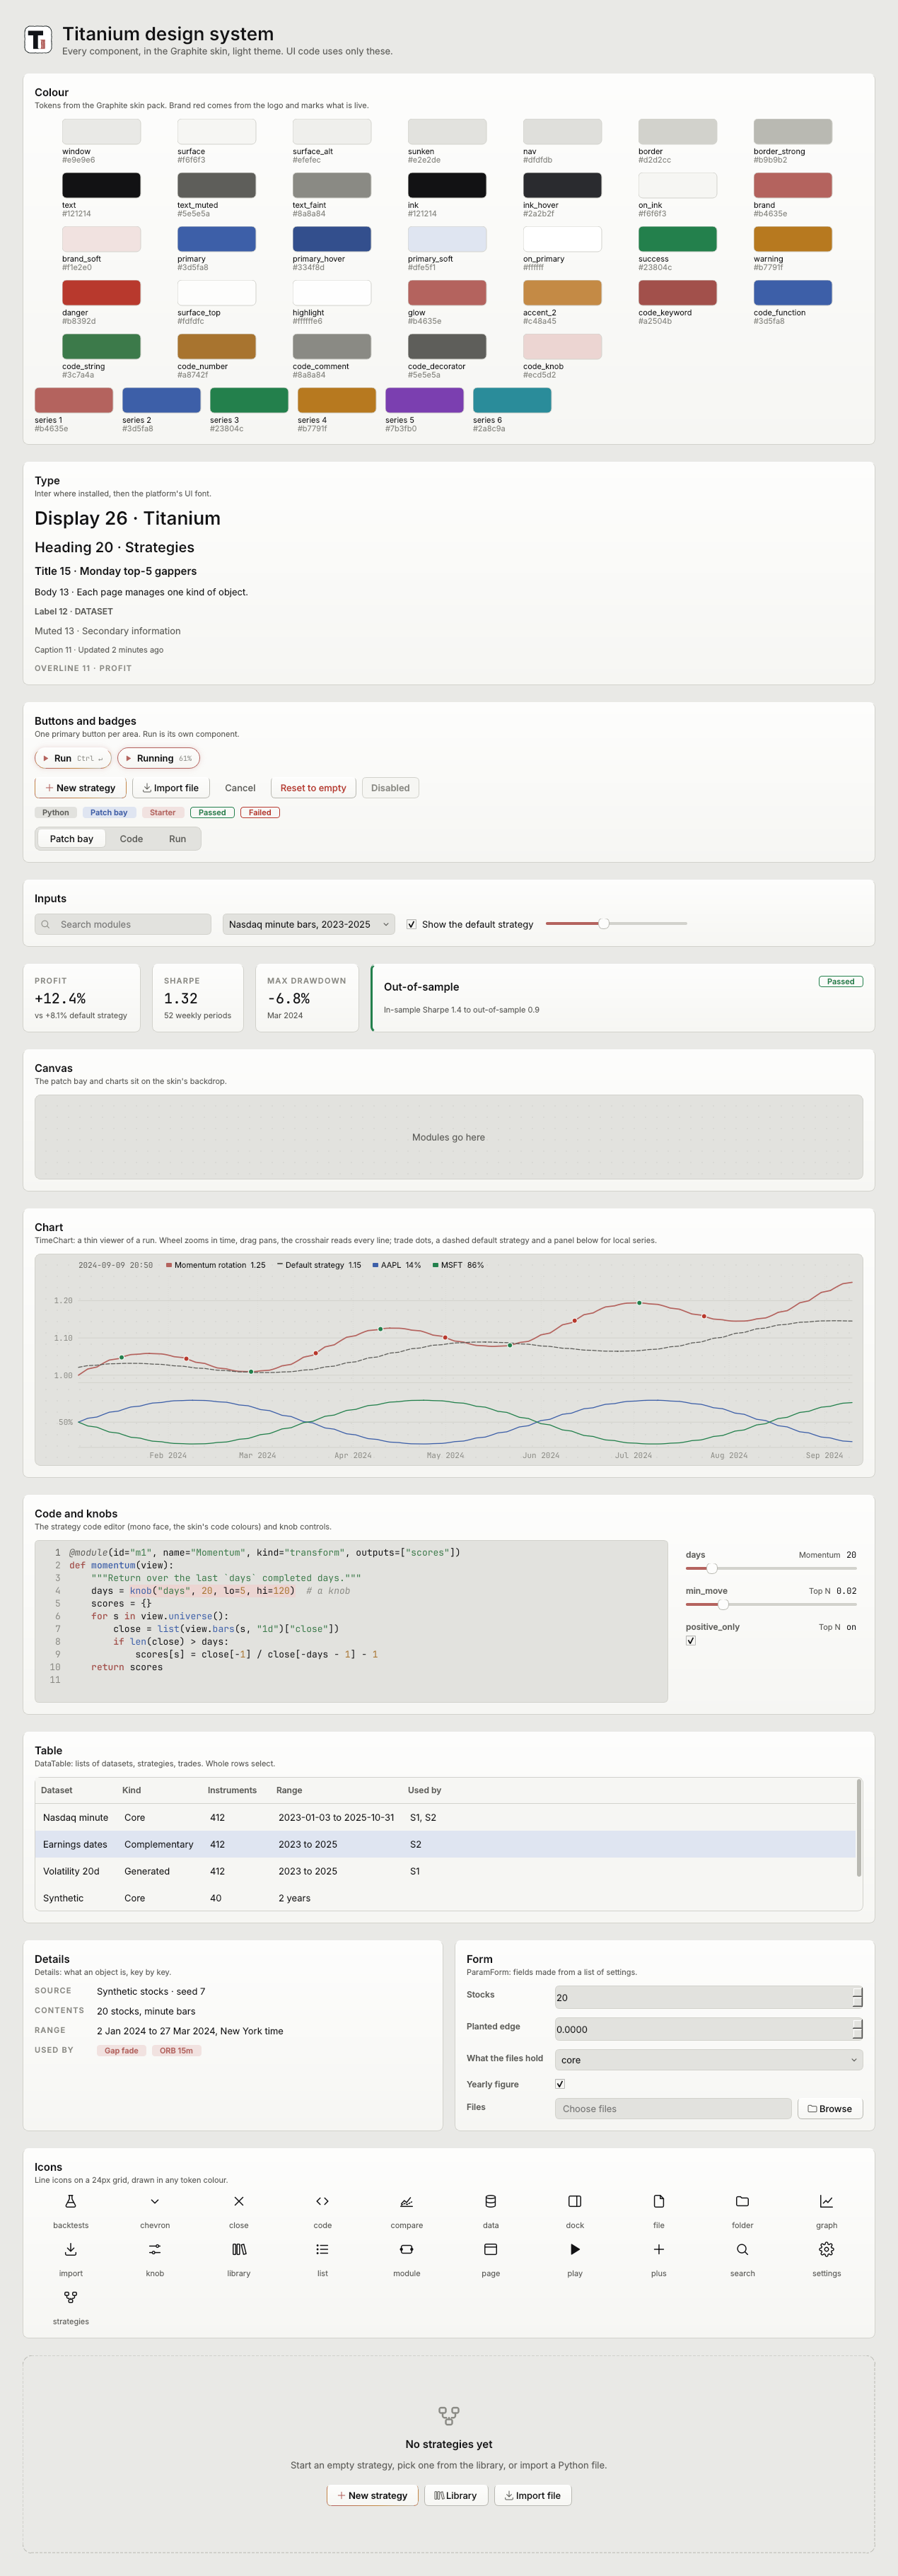 Titanium design system
Every component, in the Graphite skin, light theme. UI code uses only these.
Colour
Tokens from the Graphite skin pack. Brand red comes from the logo and marks what is live.
window surface surface_alt sunken nav border border_strong
#e9e9e6 #f6f6f3 #efefec #e2e2de #dfdfdb #d2d2cc #b9b9b2
text text_muted text_faint ink ink_hover on_ink brand
#121214 #5e5e5a #8a8a84 #121214 #2a2b2f #f6f6f3 #b4635e
brand_soft primary primary_hover primary_soft on_primary success warning
#f1e2e0 #3d5fa8 #334f8d #dfe5f1 #ffffff #23804c #b7791f
danger surface_top highlight glow accent_2 code_keyword code_function
#b8392d #fdfdfc #ffffffe6 #b4635e #c48a45 #a2504b #3d5fa8
code_string code_number code_comment code_decorator code_knob
#3c7a4a #a8742f #8a8a84 #5e5e5a #ecd5d2
series 1 series 2 series 3 series 4 series 5 series 6
#b4635e #3d5fa8 #23804c #b7791f #7b3fb0 #2a8c9a
Type
Inter where installed, then the platform's UI font.
Display 26 · Titanium
Heading 20 · Strategies
Title 15 · Monday top-5 gappers
Body 13 · Each page manages one kind of object.
Label 12 · DATASET
Muted 13 · Secondary information
Caption 11 · Updated 2 minutes ago
OVERLINE 11 · PROFIT
Buttons and badges
One primary button per area. Run is its own component.
Run Ctrl ↵ Running 61%
New strategy Import file Cancel Reset to empty Disabled
Python Patch bay Starter Passed Failed
Patch bay Code Run
Inputs
Search modules Nasdaq minute bars, 2023-2025 Show the default strategy
PROFIT SHARPE MAX DRAWDOWN Out-of-sample Passed
+12.4% 1.32 -6.8%
vs +8.1% default strategy 52 weekly periods Mar 2024 In-sample Sharpe 1.4 to out-of-sample 0.9
Canvas
The patch bay and charts sit on the skin's backdrop.
Modules go here
Chart
TimeChart: a thin viewer of a run. Wheel zooms in time, drag pans, the crosshair reads every line; trade dots, a dashed default strategy and a panel below for local series.
2024-09-09 20:50 Momentum rotation 1.25 Default strategy 1.15 AAPL 14% MSFT 86%
1.20
1.10
1.00
50%
Feb 2024 Mar 2024 Apr 2024 May 2024 Jun 2024 Jul 2024 Aug 2024 Sep 2024
Code and knobs
The strategy code editor (mono face, the skin's code colours) and knob controls.
1 @module(id="m1", name="Momentum", kind="transform", outputs=["scores"])
2 def momentum(view):
3 """Return over the last `days` completed days."""
4 days = knob("days", 20, lo=5, hi=120) # a knob
5 scores = {}
6 for s in view.universe():
7 close = list(view.bars(s, "1d")["close"])
8 if len(close) > days:
9 scores[s] = close[-1] / close[-days - 1] - 1
10 return scores
11
days Momentum 20
min_move Top N 0.02
positive_only Top N on
Table
DataTable: lists of datasets, strategies, trades. Whole rows select.
Dataset Kind Instruments Range Used by
Nasdaq minute Core 412 2023-01-03 to 2025-10-31 S1, S2
Earnings dates Complementary 412 2023 to 2025 S2
Volatility 20d Generated 412 2023 to 2025 S1
Synthetic Core 40 2 years
Details
Details: what an object is, key by key.
SOURCE Synthetic stocks · seed 7
CONTENTS 20 stocks, minute bars
RANGE 2 Jan 2024 to 27 Mar 2024, New York time
USED BY Gap fade ORB 15m
Form
ParamForm: fields made from a list of settings.
Stocks 20
Planted edge 0.0000
What the files hold core
Yearly figure
Files Choose files Browse
Icons
Line icons on a 24px grid, drawn in any token colour.
backtests chevron close code compare data dock file folder graph
import knob library list module page play plus search settings
strategies
No strategies yet
Start an empty strategy, pick one from the library, or import a Python file.
New strategy Library Import file